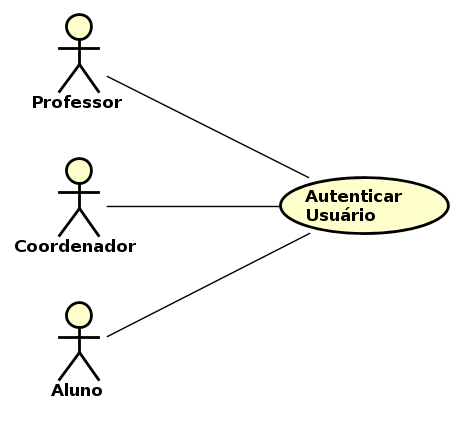 Professor
Coordenador
Autenticar
Usuário
Aluno